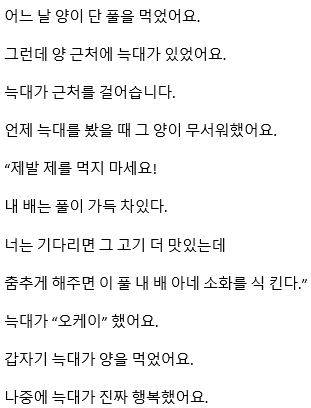 어느 날 양이 단 풀을 먹었어요.
그런데 양 근처에 늑대가 있었어요.
늑대가 근처를 걸어습니다.
언제 늑대를 봤을 때 그 양이 무서워했어요.
“제발 제를 먹지 마세요!
내 배는 풀이 가득 차있다.
너는 기다리면 그 고기 더 맛있는데
춤추게 해주면 이 풀 내 배 아네 소화를 식 킨다.”
늑대가 “오케이” 했어요.
갑자기 늑대가 양을 먹었어요.
나중에 늑대가 진짜 행복했어요.